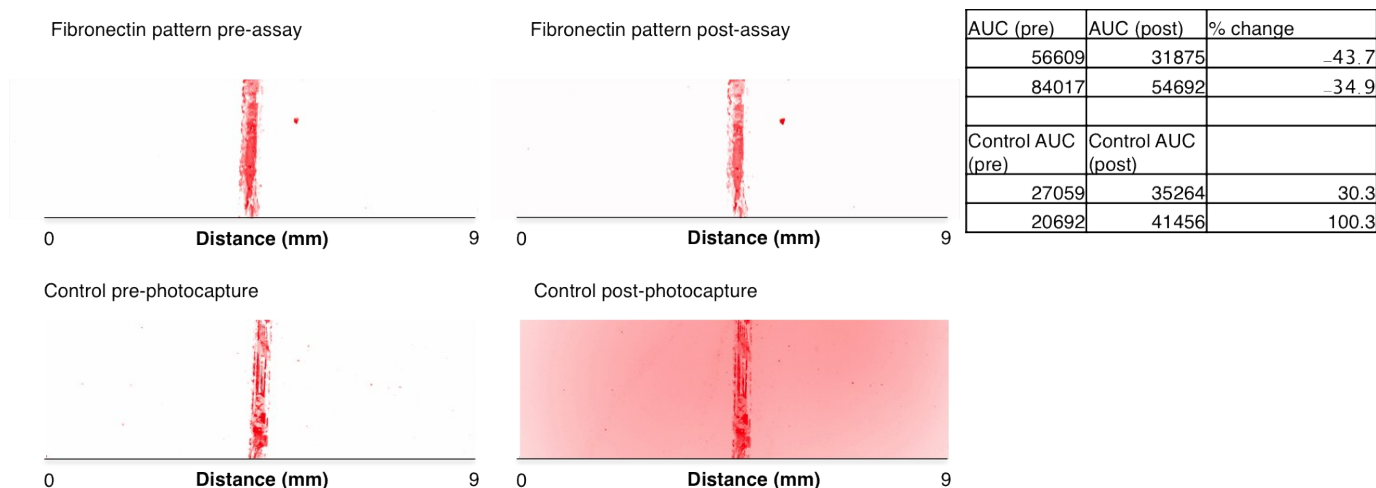 Fibronectin pattern pre-assay
Fibronectin pattern post-assay
0 Distance (mm) 9
0 Distance (mm) 9
Control pre-photocapture
Control post-photocapture
0 Distance (mm) 9
0 Distance (mm) 9
AUC (pre) AUC (post) % change
56609 31875 –43.7
84017 54692 –34.9
Control AUC (pre) Control AUC (post)
27059 35264 30.3
20692 41456 100.3